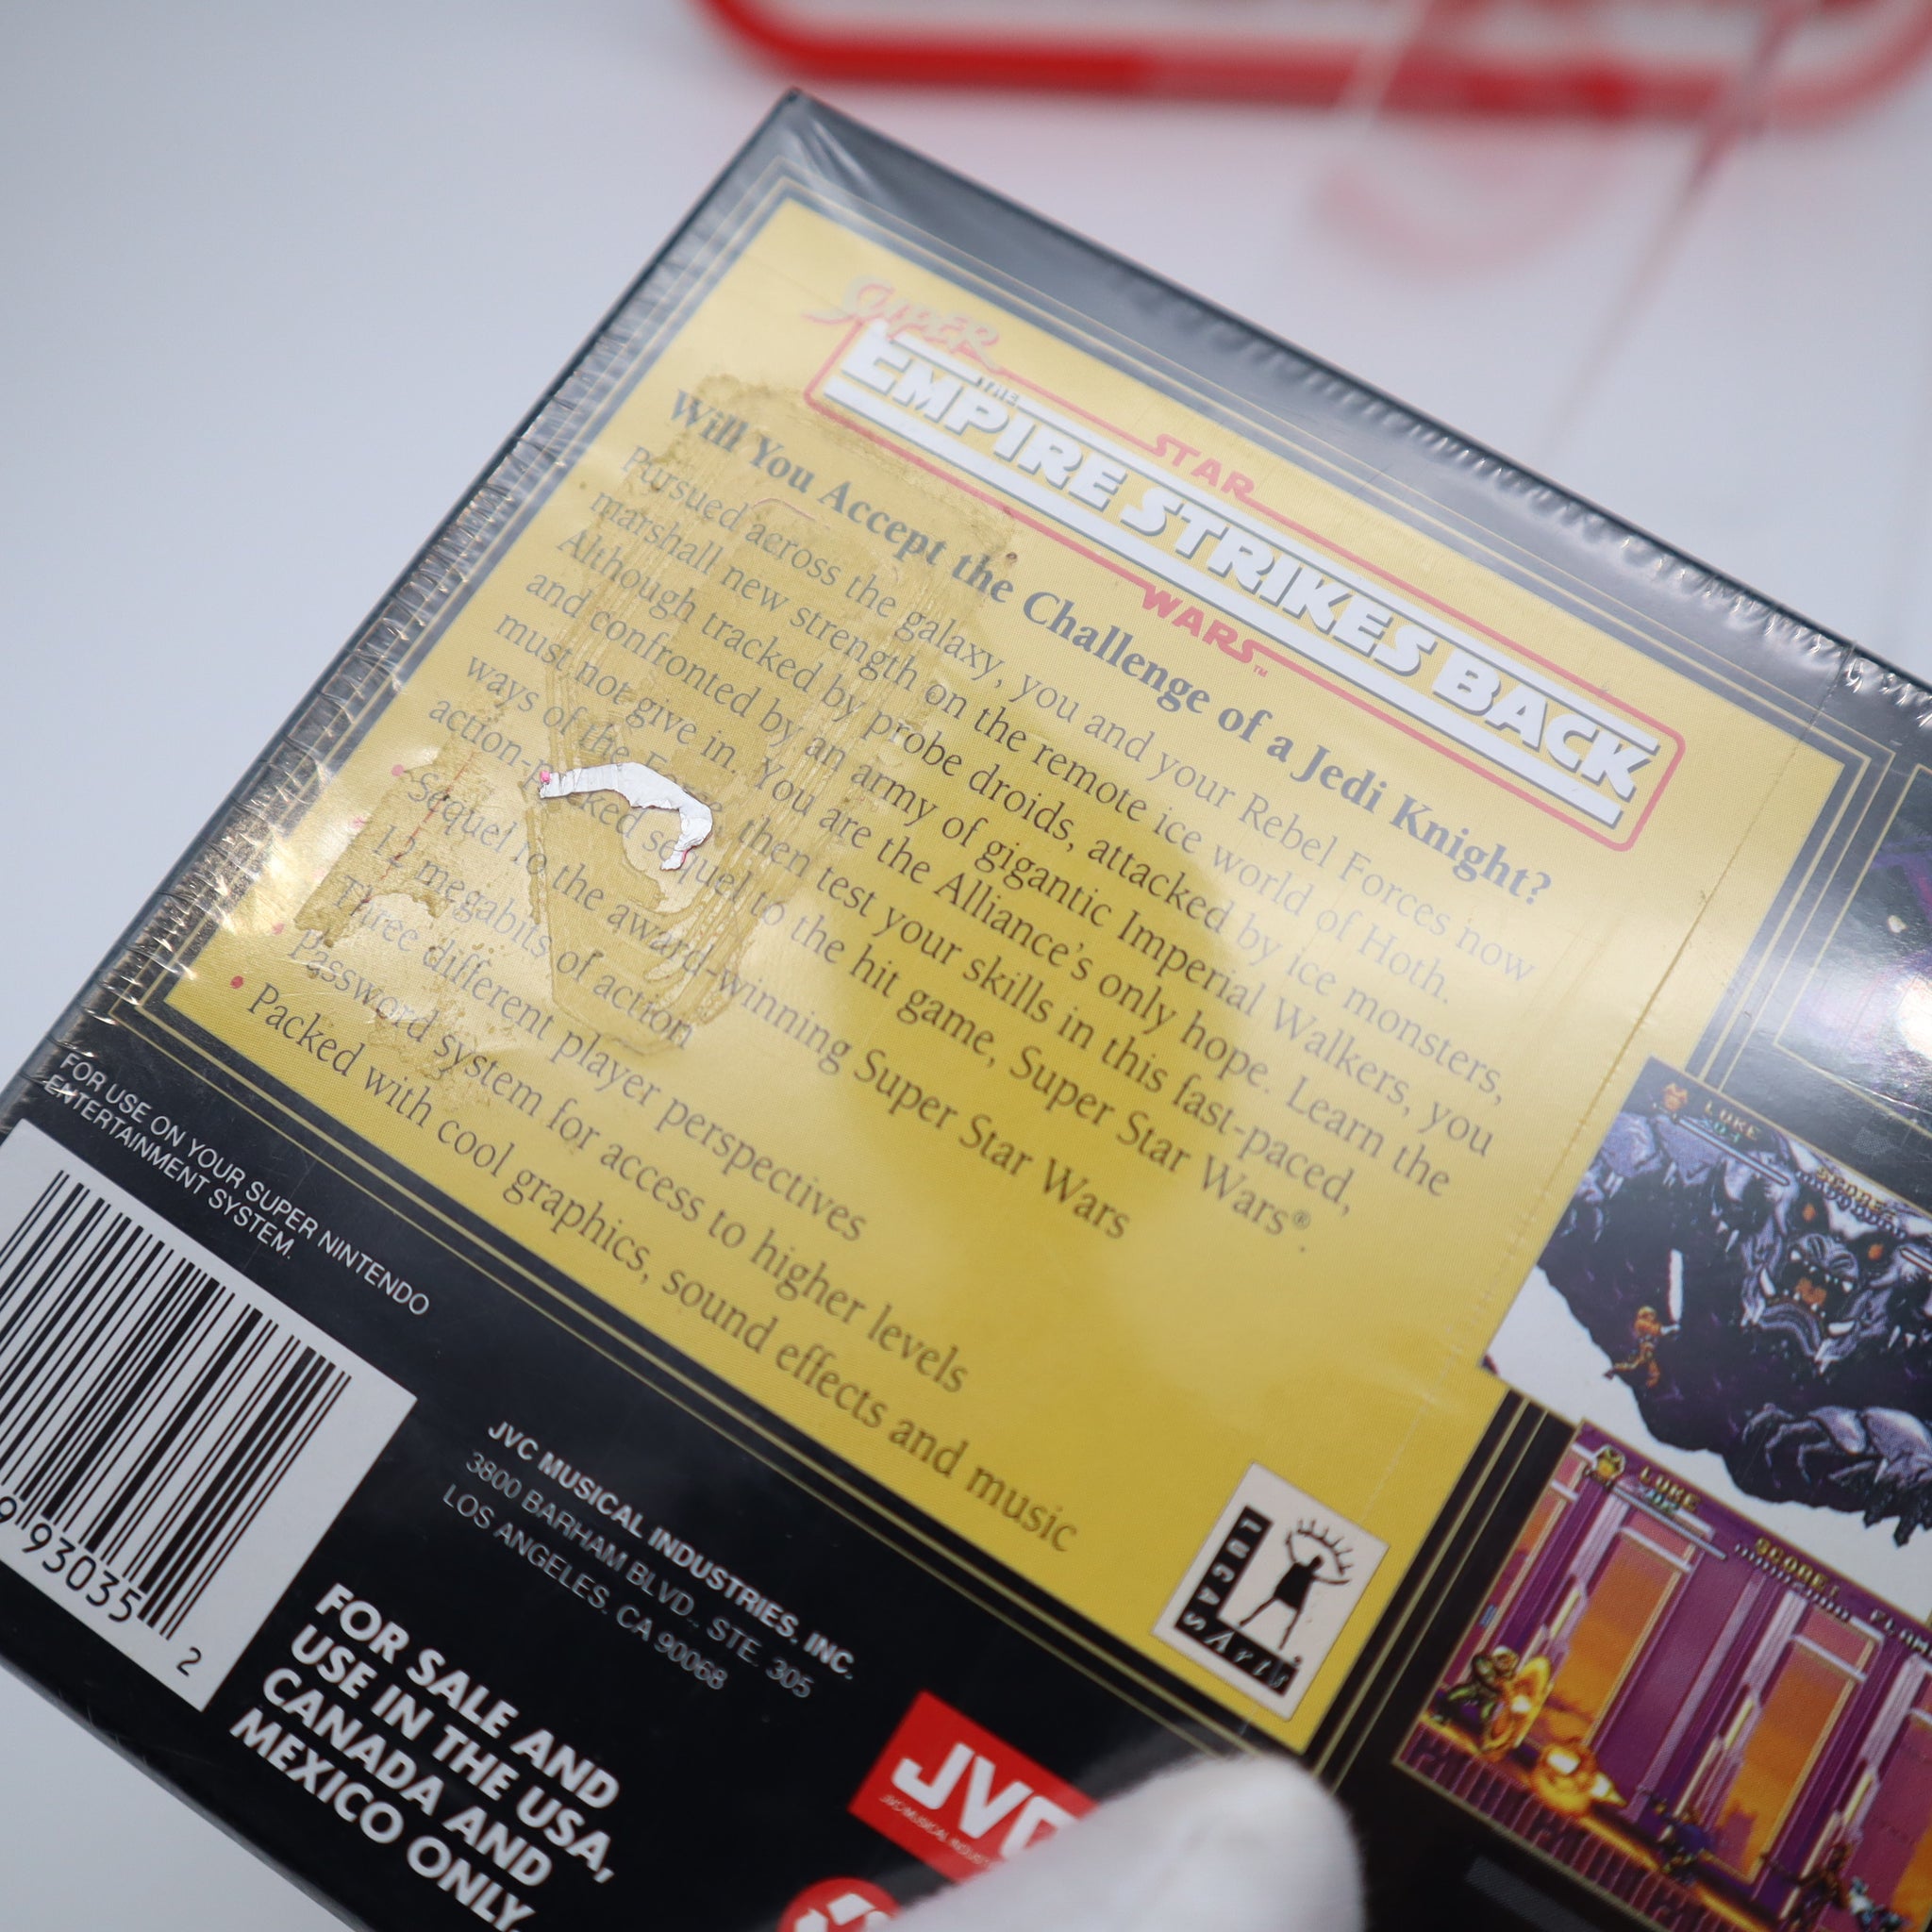 SUPER
STAR
THE
EMPIRE STRIKES BACK
WARS™
Will You Accept the Challenge of a Jedi Knight?
Pursued across the galaxy, you and your Rebel Forces now
marshall new strength on the remote ice world of Hoth.
Although tracked by probe droids, attacked by ice monsters,
and confronted by an army of gigantic Imperial Walkers, you
must not give in. You are the Alliance's only hope. Learn the
ways of the Force, then test your skills in this fast-paced,
action-packed sequel to the hit game, Super Star Wars®.
• Sequel to the award-winning Super Star Wars
• 12 megabits of action
Three different player perspectives
• Password system for access to higher levels
• Packed with cool graphics, sound effects and music
LUCAS
Arts
LUKE
SCORE
LUKE
SCORE
FOR USE ON YOUR SUPER NINTENDO
ENTERTAINMENT SYSTEM.
93035 2
JVC MUSICAL INDUSTRIES, INC.
3800 BARHAM BLVD., STE. 305
LOS ANGELES, CA 90068
FOR SALE AND
USE IN THE USA,
CANADA AND
MEXICO ONLY.
JVC